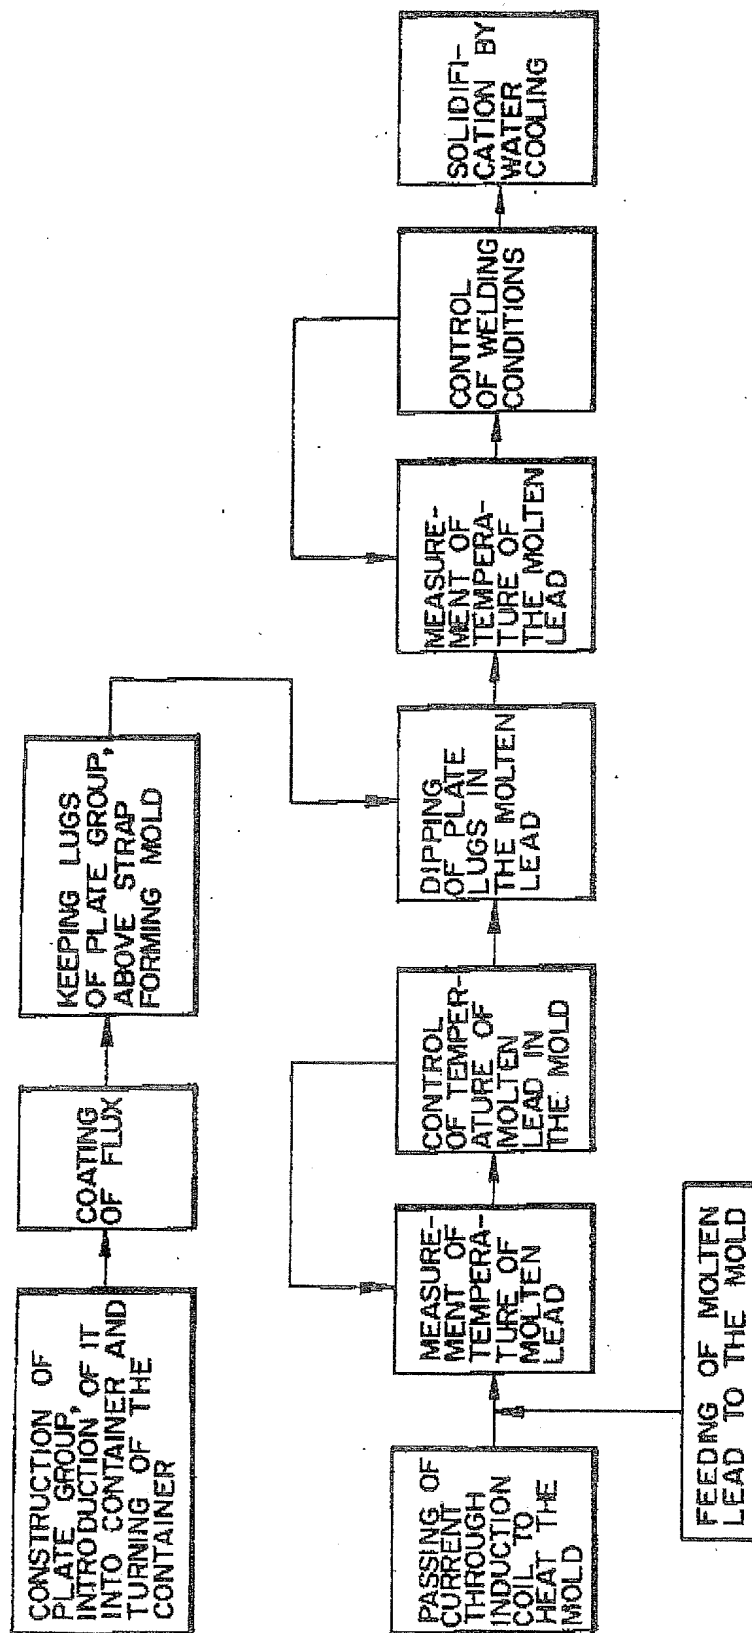 CONSTRUCTION OF
PLATE GROUP,
INTRODUCTION OF IT
INTO CONTAINER AND
TURNING OF THE
CONTAINER
COATING
OF FLUX
KEEPING LUGS
OF PLATE GROUP,
ABOVE STRAP
FORMING MOLD
PASSING OF
CURRENT
THROUGH
INDUCTION
COIL TO
HEAT THE
MOLD
FEEDING OF MOLTEN
LEAD TO THE MOLD
MEASURE-
MENT OF
TEMPERA-
TURE OF
MOLTEN
LEAD
CONTROL
OF TEMPER-
ATURE OF
MOLTEN
LEAD IN
THE MOLD
DIPPING
OF PLATE
LUGS IN
THE MOLTEN
LEAD
MEASURE-
MENT OF
TEMPERA-
TURE OF
THE MOLTEN
LEAD
CONTROL
OF WELDING
CONDITIONS
SOLIDIFI-
CATION BY
WATER
COOLING